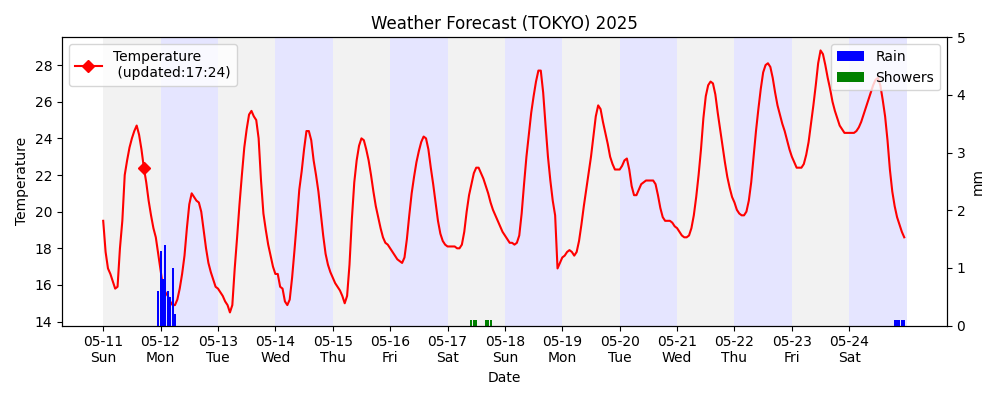 Weather Forecast (TOKYO) 2025
Temperature
(updated:17:24)
Rain
Showers
Temperature
28
26
24
22
20
18
16
14
5
4
3
2
1
0
mm
05-11 05-12 05-13 05-14 05-15 05-16 05-17 05-18 05-19 05-20 05-21 05-22 05-23 05-24
Sun Mon Tue Wed Thu Fri Sat Sun Mon Tue Wed Thu Fri Sat
Date